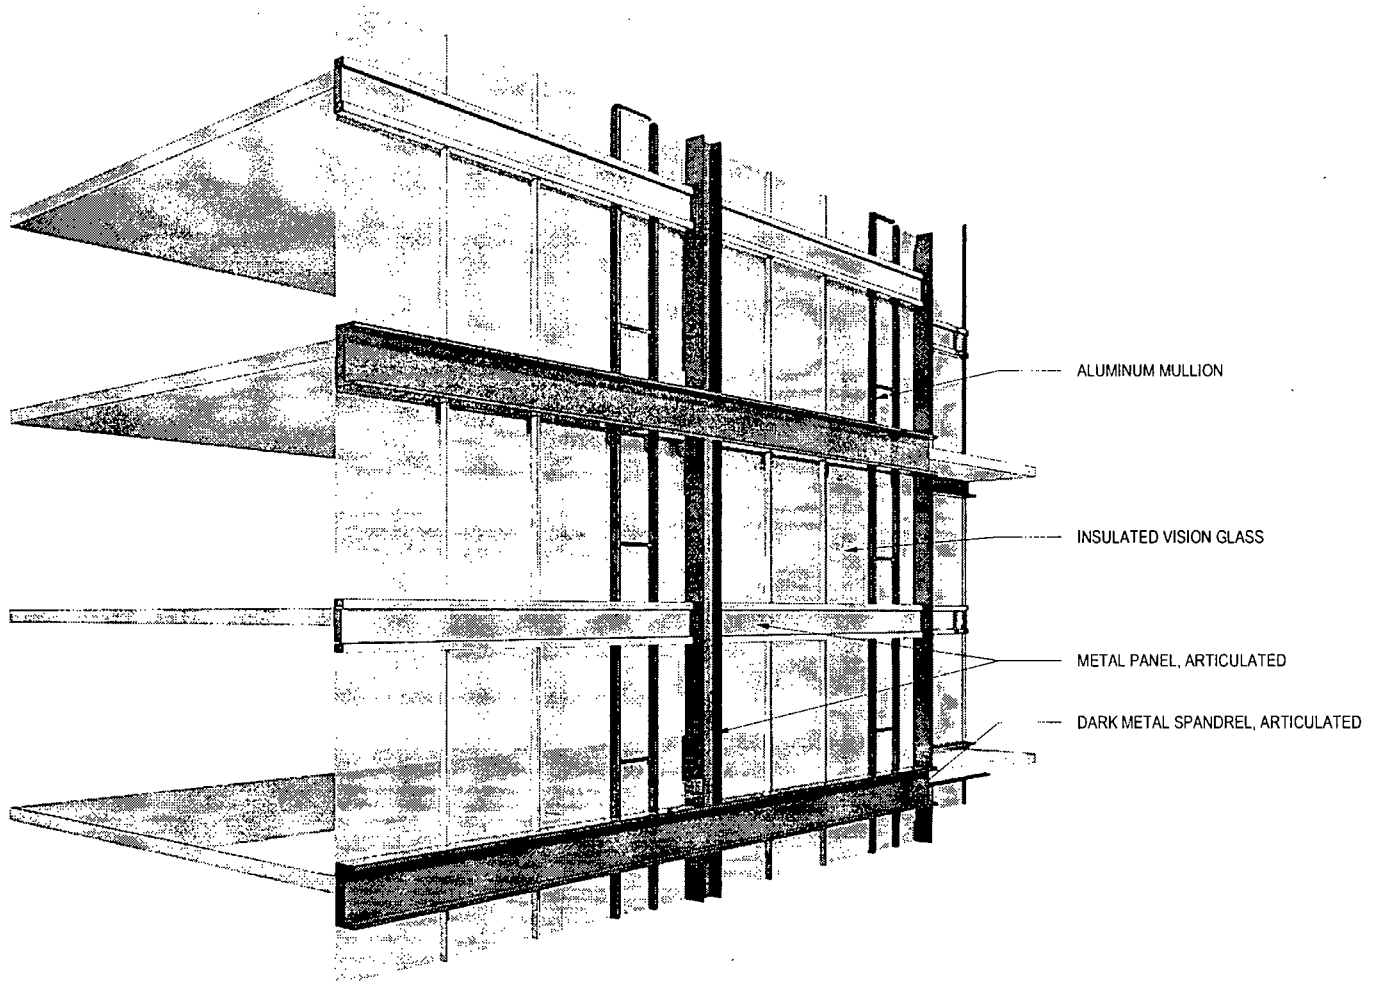 ALUMINUM MULLION
INSULATED VISION GLASS
METAL PANEL, ARTICULATED
DARK METAL SPANDREL, ARTICULATED